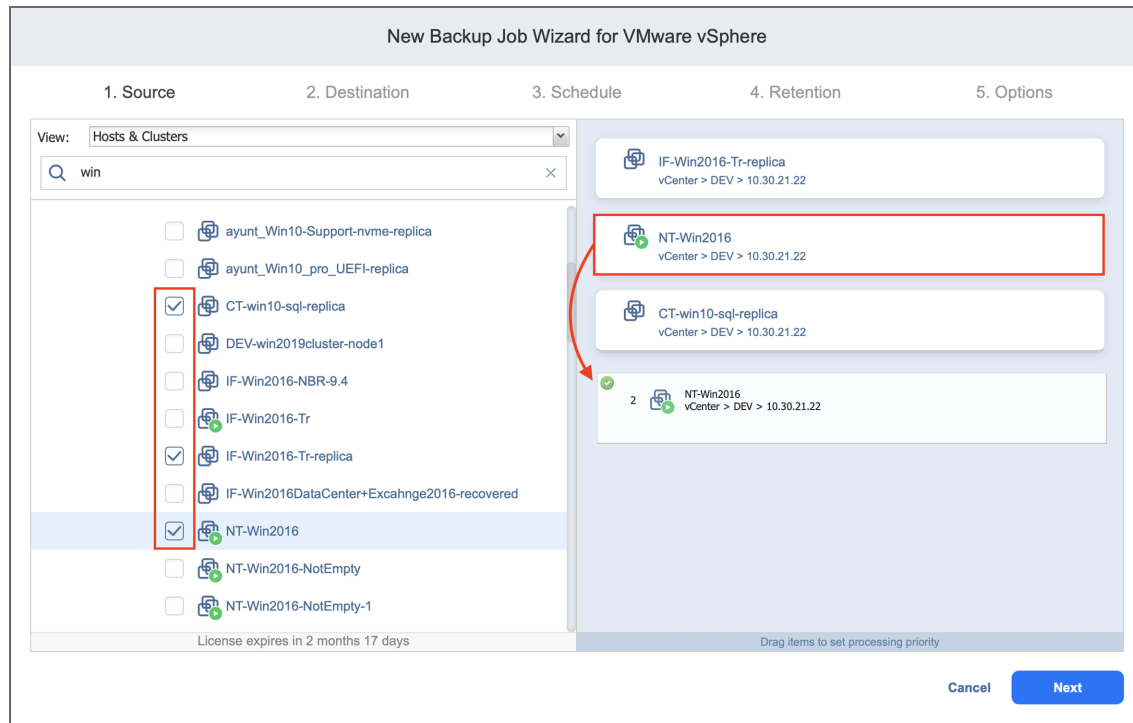 New Backup Job Wizard for VMware vSphere
1. Source
2. Destination
3. Schedule
4. Retention
5. Options
View:
Hosts & Clusters
win
ayunt_Win10-Support-nvme-replica
ayunt_Win10_pro_UEFI-replica
CT-win10-sql-replica
DEV-win2019cluster-node1
IF-Win2016-NBR-9.4
IF-Win2016-Tr
IF-Win2016-Tr-replica
IF-Win2016DataCenter+Excahnge2016-recovered
NT-Win2016
NT-Win2016-NotEmpty
NT-Win2016-NotEmpty-1
License expires in 2 months 17 days
IF-Win2016-Tr-replica
vCenter > DEV > 10.30.21.22
NT-Win2016
vCenter > DEV > 10.30.21.22
CT-win10-sql-replica
vCenter > DEV > 10.30.21.22
2
NT-Win2016
vCenter > DEV > 10.30.21.22
Drag items to set processing priority
Cancel
Next